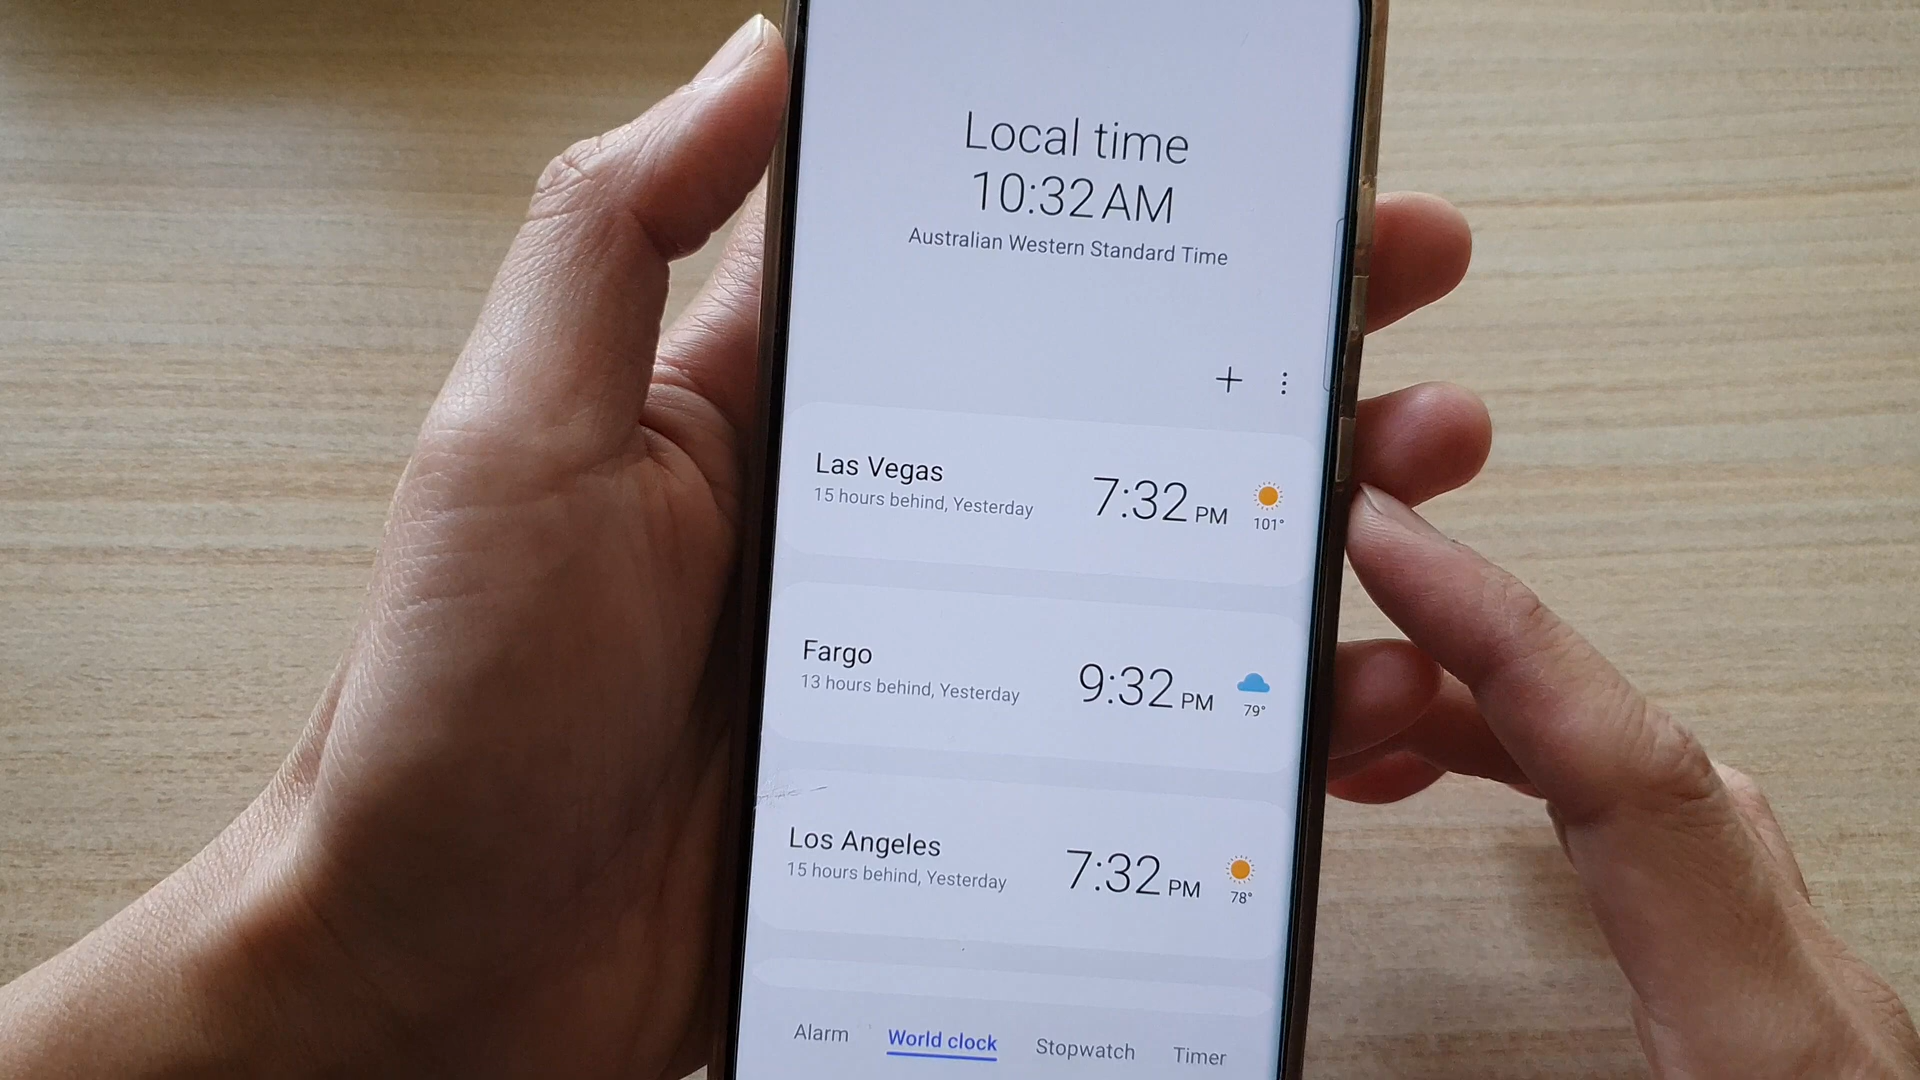 Local time
10:32 AM
Australian Western Standard Time
Las Vegas
15 hours behind, Yesterday
7:32 PM
101°
Fargo
13 hours behind, Yesterday
9:32 PM
79°
Los Angeles
15 hours behind, Yesterday
7:32 PM
78°
Alarm
World clock
Stopwatch
Timer